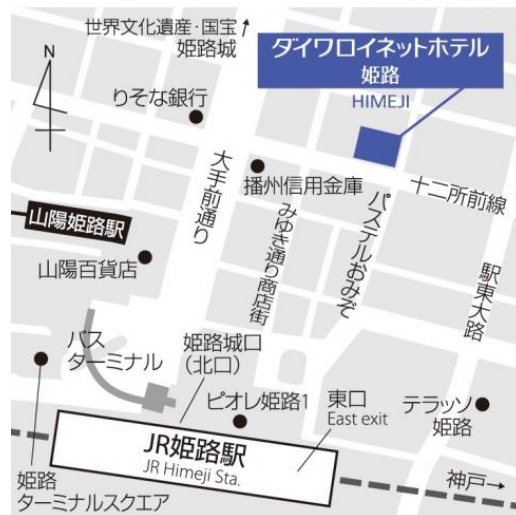 世界文化遺産・国宝↑
姫路城
ダイワロイネットホテル
姫路
HIMEJI
N
りそな銀行
大手前通り
播州信用金庫
十二所前線
みゆき通り商店街
パステルおみぞ
駅東大路
山陽姫路駅
山陽百貨店
バス
ターミナル
姫路城口
(北口)
ピオレ姫路1
東口
East exit
テラッソ
姫路
JR姫路駅
JR Himeji Sta.
神戸→
姫路
ターミナルスクエア